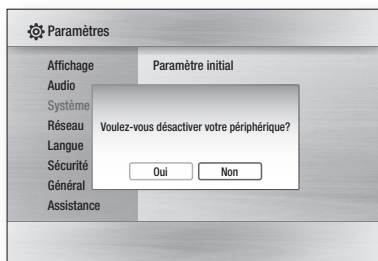 Paramètres
Affichage
Paramètre initial
Audio
Système
Réseau
Langue
Sécurité
Général
Assistance
Voulez-vous désactiver votre périphérique?
Oui
Non